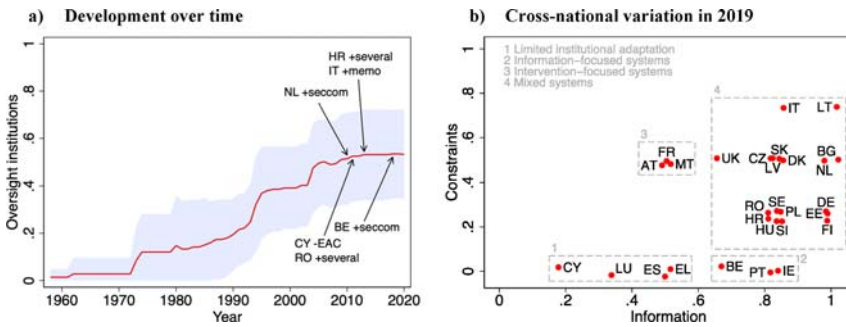 a) Development over time
1
.8
.6
.4
.2
0
Oversight institutions
HR +several
IT +memo
NL +seccom
BE +seccom
CY -EAC
RO +several
1960 1970 1980 1990 2000 2010 2020
Year
b) Cross-national variation in 2019
1 Limited institutional adaptation
2 Information-focused systems
3 Intervention-focused systems
4 Mixed systems
.8
.6
.4
.2
0
Constraints
4
IT LT
3
FR
AT MT
UK CZ SK DK BG
LV NL
RO SE PL DE
HR EE
HU SI FI
1
CY LU ES EL
2
BE PT IE
0 .2 .4 .6 .8 1
Information